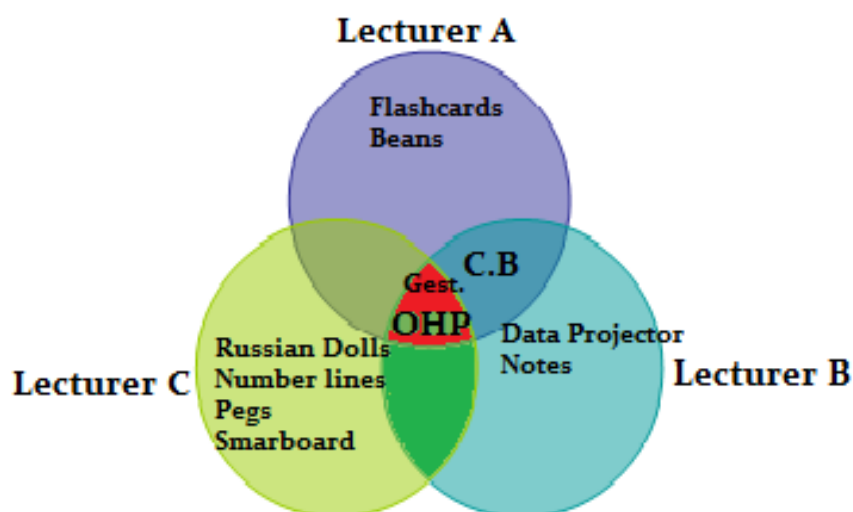 Lecturer A
Flashcards
Beans
C.B
Gest.
OHP
Data Projector
Notes
Russian Dolls
Number lines
Pegs
Smarboard
Lecturer C
Lecturer B